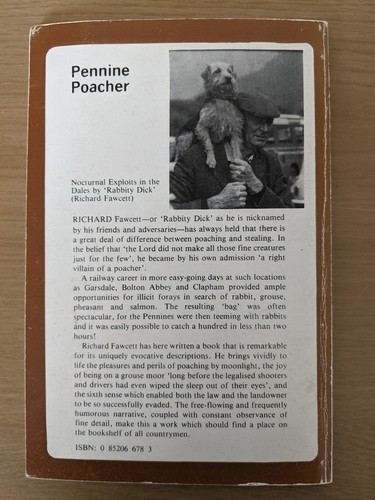 Pennine
Poacher
Nocturnal Exploits in the
Dales by 'Rabbity Dick'
(Richard Fawcett)
RICHARD Fawcett—or 'Rabbity Dick' as he is nicknamed
by his friends and adversaries—has always held that there is
a great deal of difference between poaching and stealing. In
the belief that 'the Lord did not make all those fine creatures
just for the few', he became by his own admission 'a right
villain of a poacher'.
A railway career in more easy-going days at such locations
as Garsdale, Bolton Abbey and Clapham provided ample
opportunities for illicit forays in search of rabbit, grouse,
pheasant and salmon. The resulting 'bag' was often
spectacular, for the Pennines were then teeming with rabbits
and it was easily possible to catch a hundred in less than two
hours!
Richard Fawcett has here written a book that is remarkable
for its uniquely evocative descriptions. He brings vividly to
life the pleasures and perils of poaching by moonlight, the joy
of being on a grouse moor 'long before the legalised shooters
and drivers had even wiped the sleep out of their eyes', and
the sixth sense which enabled both the law and the landowner
to be so successfully evaded. The free-flowing and frequently
humorous narrative, coupled with constant observance of
fine detail, make this a work which should find a place on
the bookshelf of all countrymen.
ISBN: 0 85206 678 3